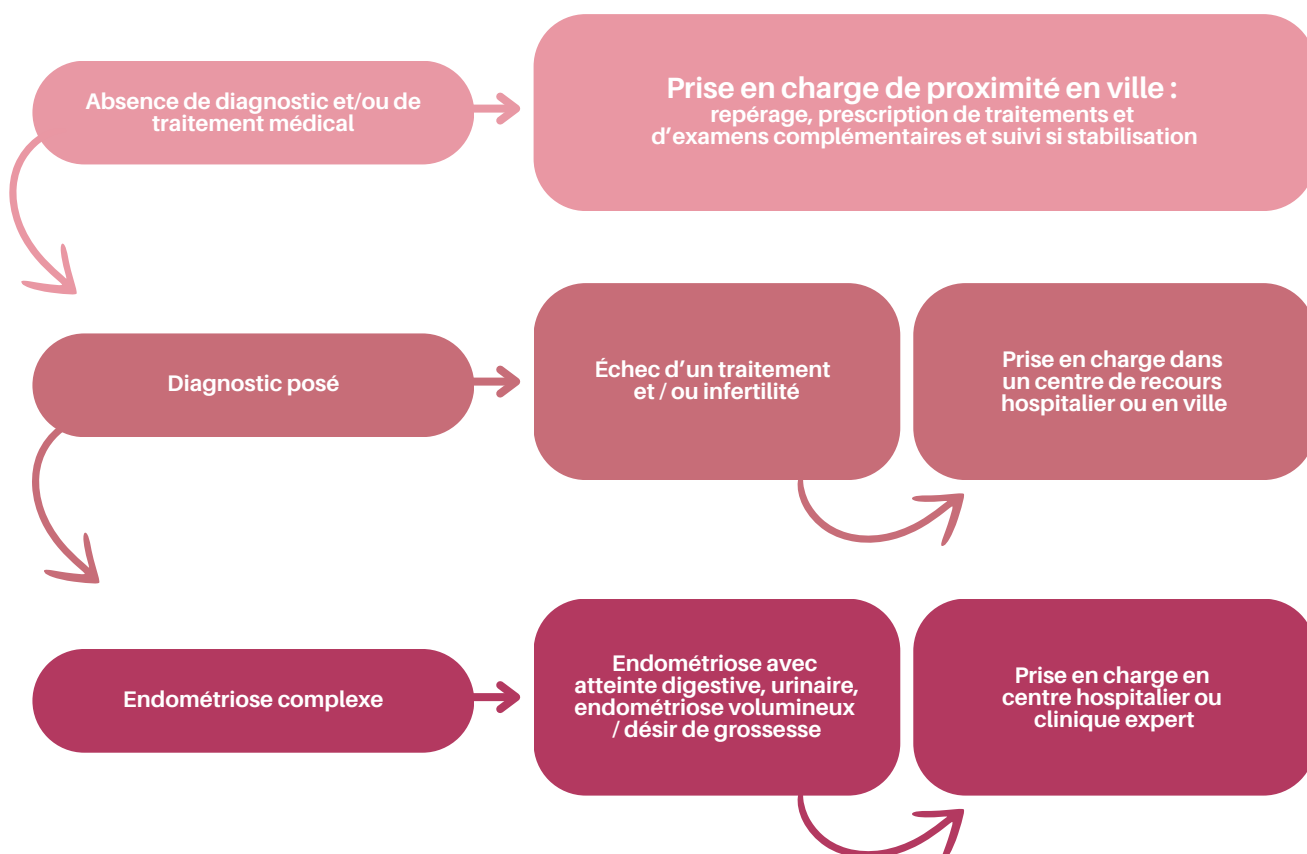 Absence de diagnostic et/ou de
traitement médical
Prise en charge de proximité en ville :
repérage, prescription de traitements et
d'examens complémentaires et suivi si stabilisation
Diagnostic posé
Échec d'un traitement
et / ou infertilité
Prise en charge dans
un centre de recours
hospitalier ou en ville
Endométriose complexe
Endométriose avec
atteinte digestive, urinaire,
endométriose volumineux
/ désir de grossesse
Prise en charge en
centre hospitalier ou
clinique expert